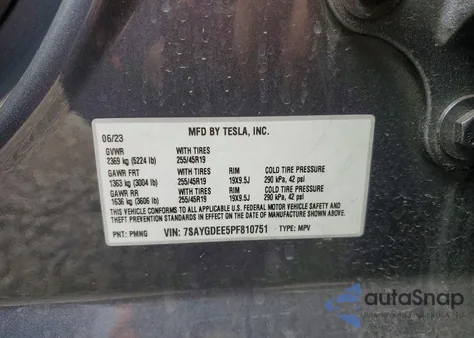 MFD BY TESLA, INC.
06/23
GVWR WITH TIRES
2369 kg (5224 lb) 255/45R19
GAWR FRT WITH TIRES RIM COLD TIRE PRESSURE
1363 kg (3004 lb) 255/45R19 19X9.5J 290 kPa, 42 psi
GAWR RR WITH TIRES RIM COLD TIRE PRESSURE
1636 kg (3606 lb) 255/45R19 19X9.5J 290 kPa, 42 psi
THIS VEHICLE CONFORMS TO ALL APPLICABLE U.S. FEDERAL MOTOR VEHICLE SAFETY AND
THEFT PREVENTION STANDARDS IN EFFECT ON THE DATE OF MANUFACTURE SHOWN ABOVE.
PNT: PMNG VIN: 7SAYGDEE5PF810751 TYPE: MPV
autoSnap